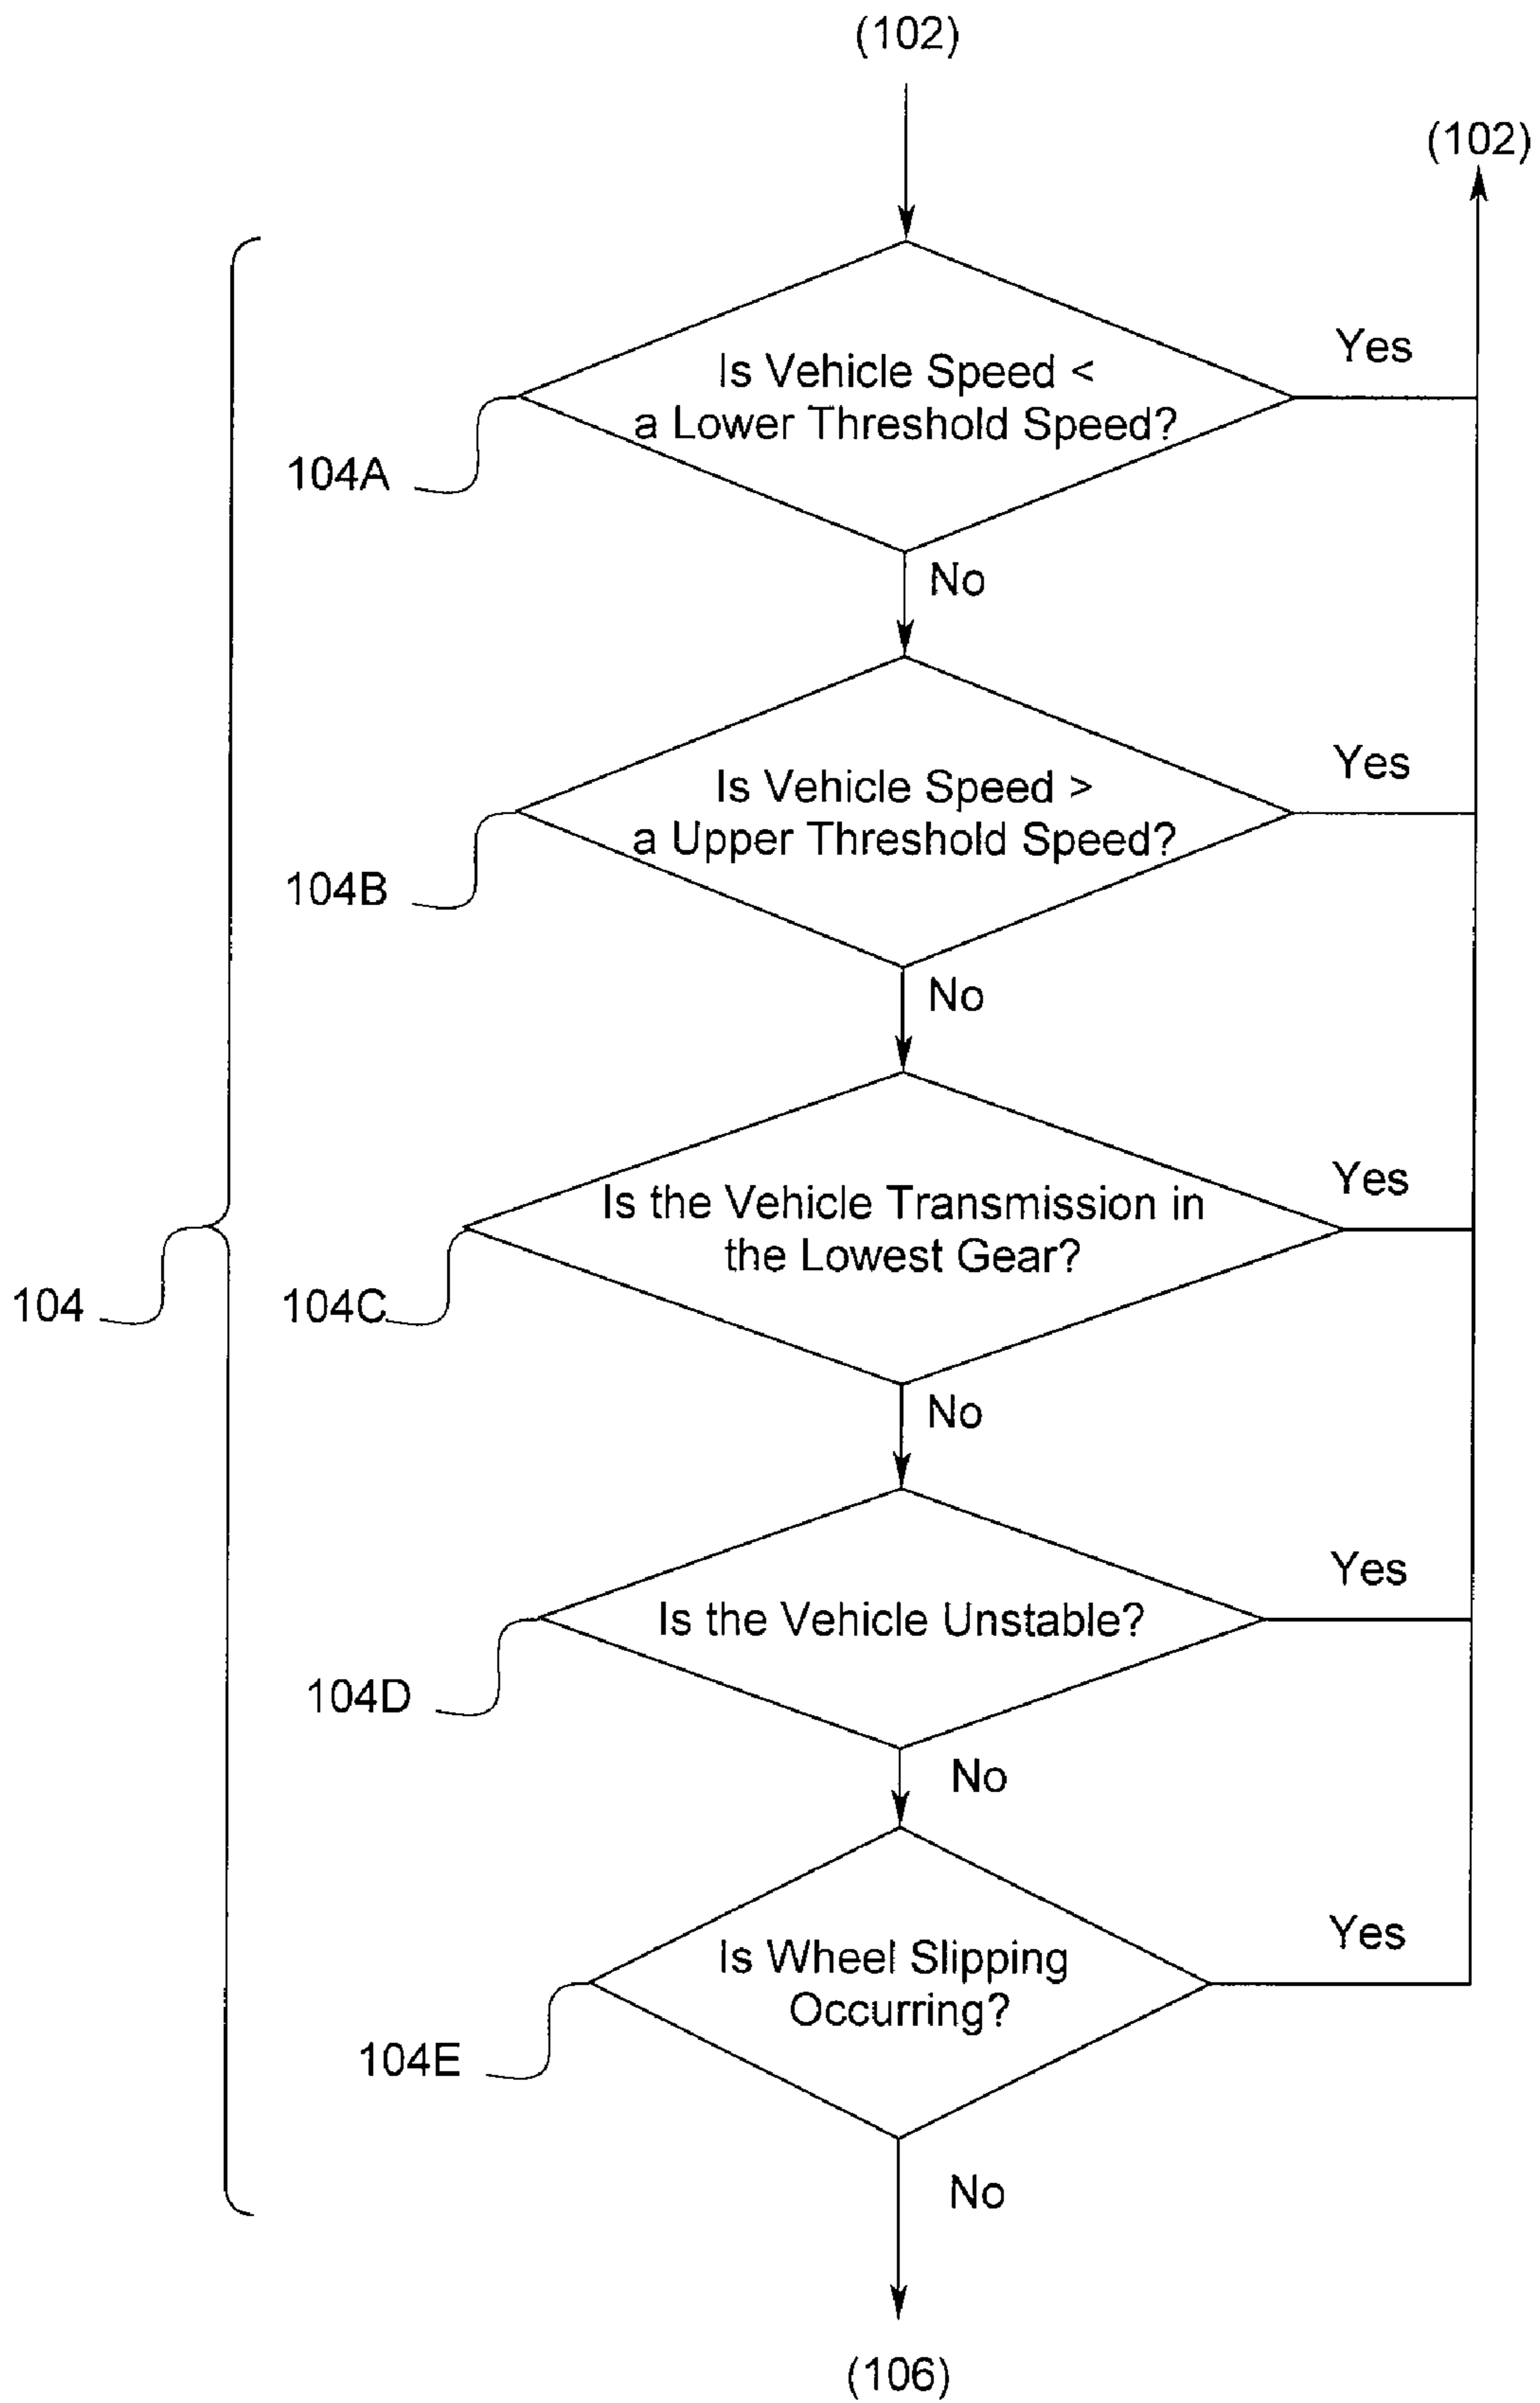 (102)
(102)
Is Vehicle Speed <
a Lower Threshold Speed?
Yes
104A
No
Is Vehicle Speed >
a Upper Threshold Speed?
Yes
104B
No
Is the Vehicle Transmission in
the Lowest Gear?
Yes
104
104C
No
Is the Vehicle Unstable?
Yes
104D
No
Is Wheel Slipping
Occurring?
Yes
104E
No
(106)